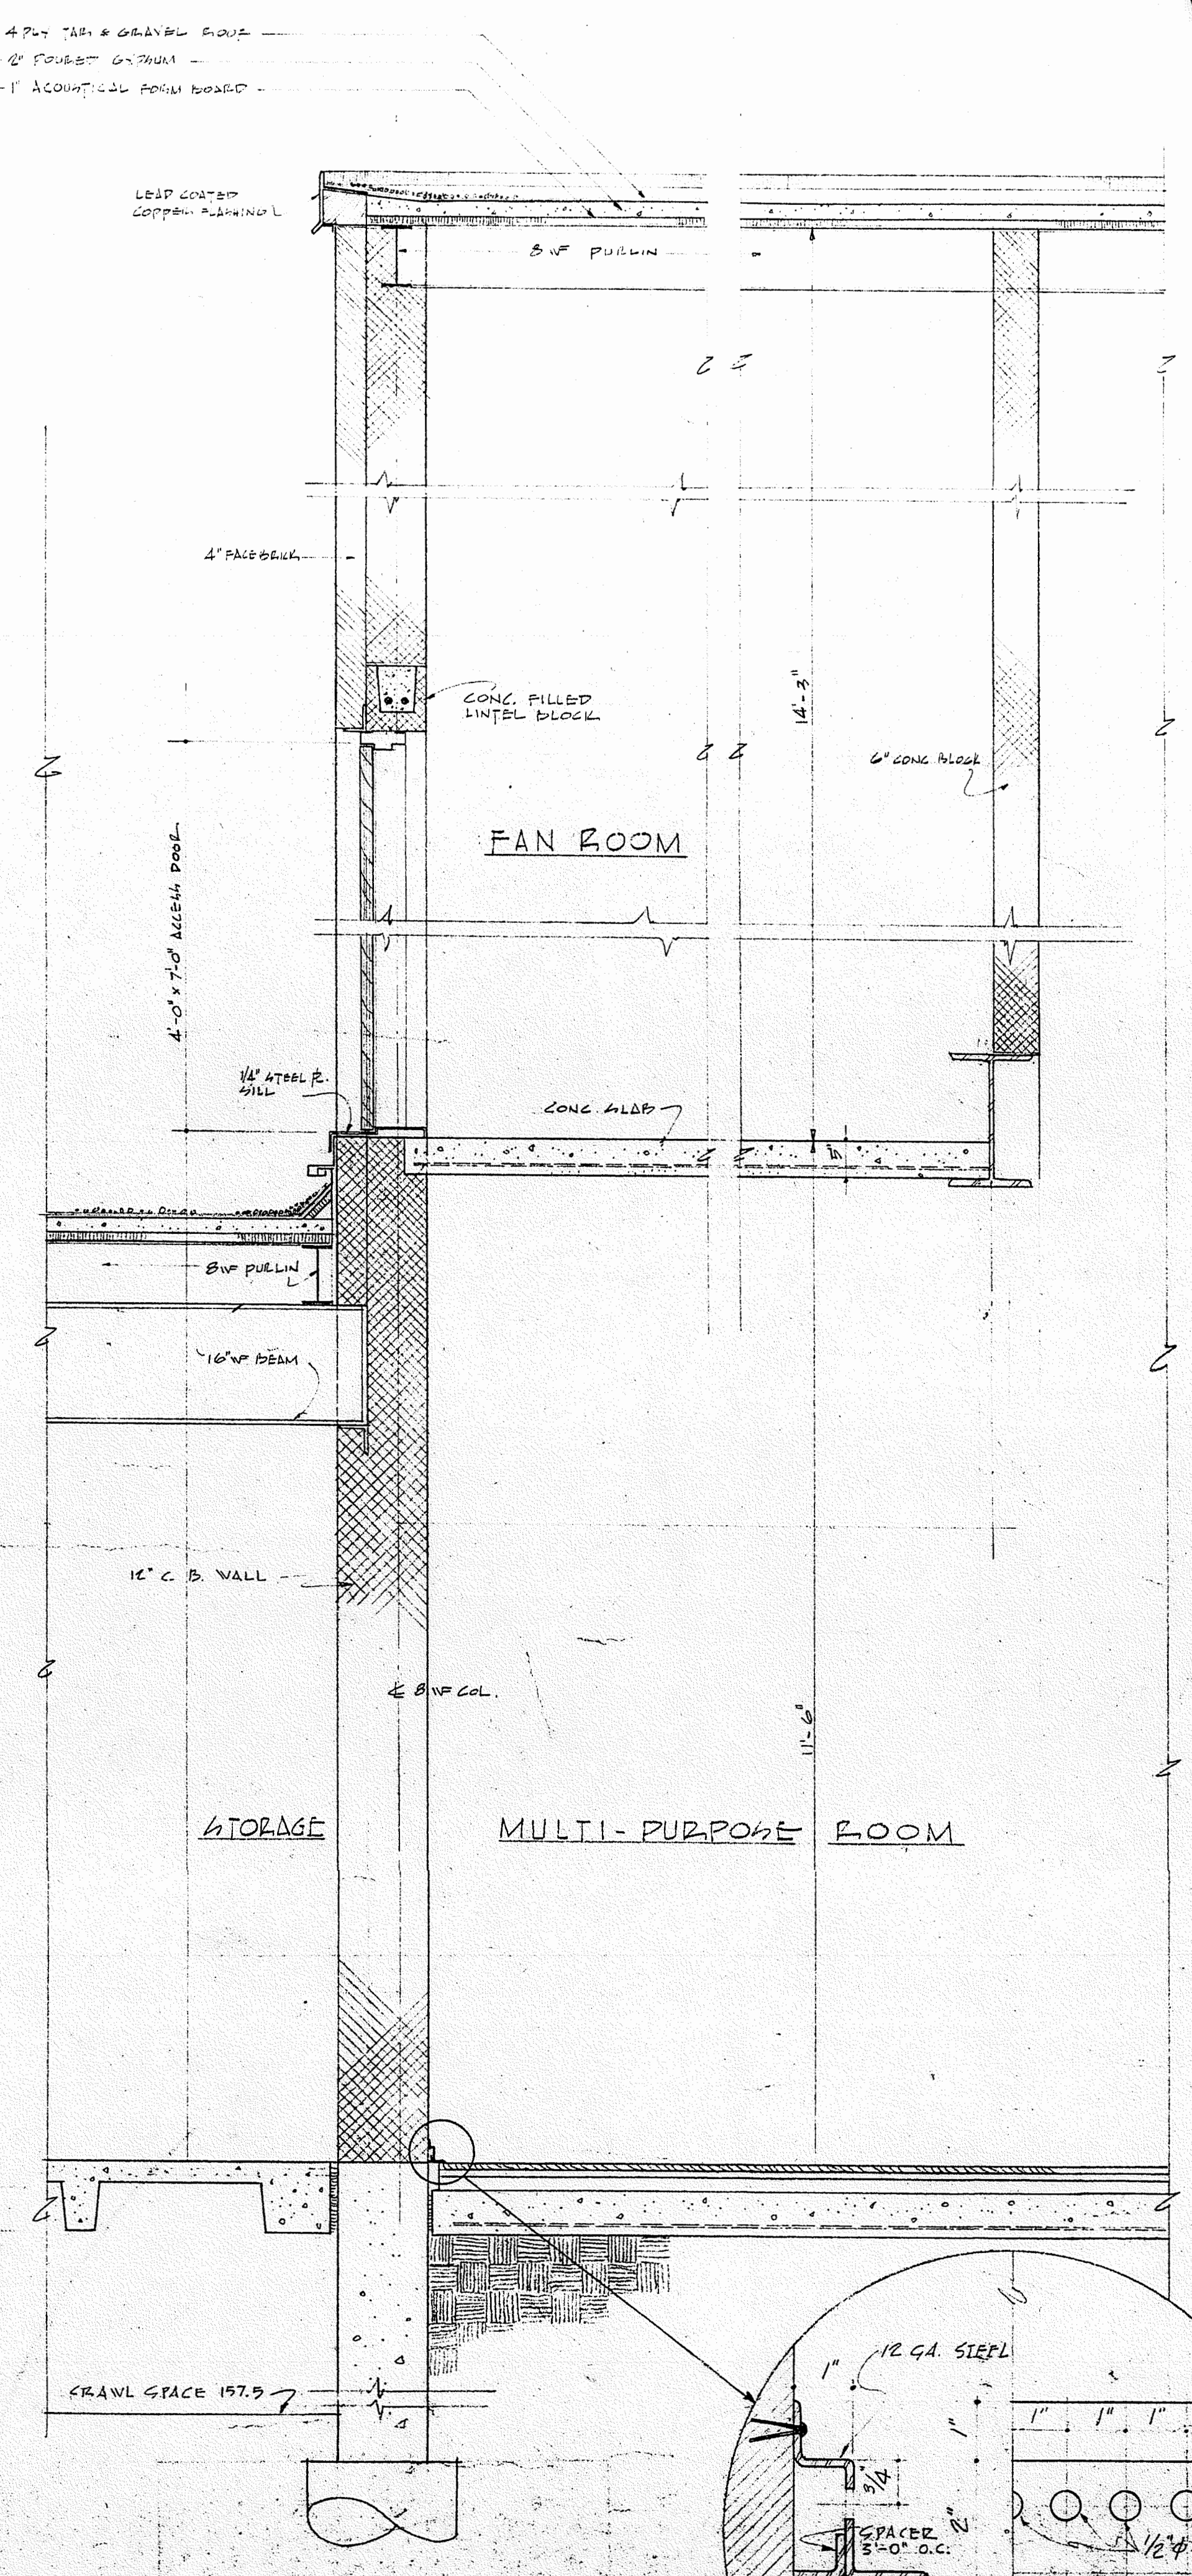 4 PLY TAR & GRAVEL ROOF
2" POURED GYPSUM
1" ACOUSTICAL FORM BOARD
LEAD COATED
COPPER FLASHING
8 WF PURLIN
4" FACE BRICK
CONC. FILLED
LINTEL BLOCK
14'-3"
6" CONC. BLOCK
FAN ROOM
4'-0" x 7'-0" ACCESS DOOR
1/4" STEEL PL.
SILL
CONC. SLAB
5"
8 WF PURLIN
16" WF BEAM
12" C. B. WALL
℄ 8 WF COL.
11'-6"
STORAGE
MULTI-PURPOSE ROOM
CRAWL SPACE 157.5
12 GA. STEEL
1"
1"
1" 1" 1"
3/4"
2"
SPACER
3'-0" O.C.
1/2" Φ